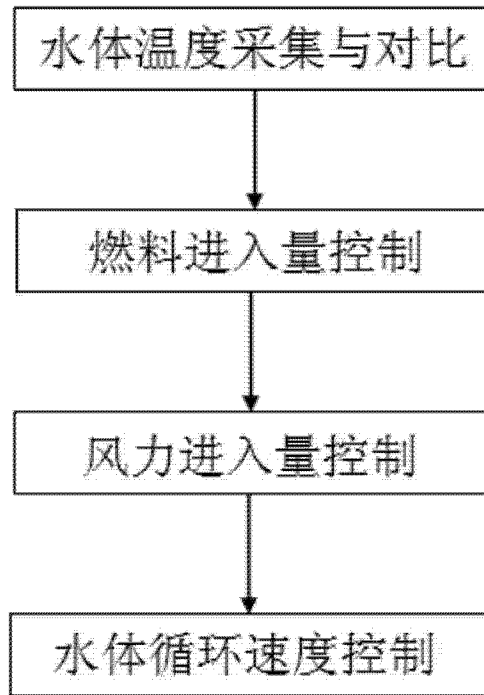 水体温度采集与对比
燃料进入量控制
风力进入量控制
水体循环速度控制